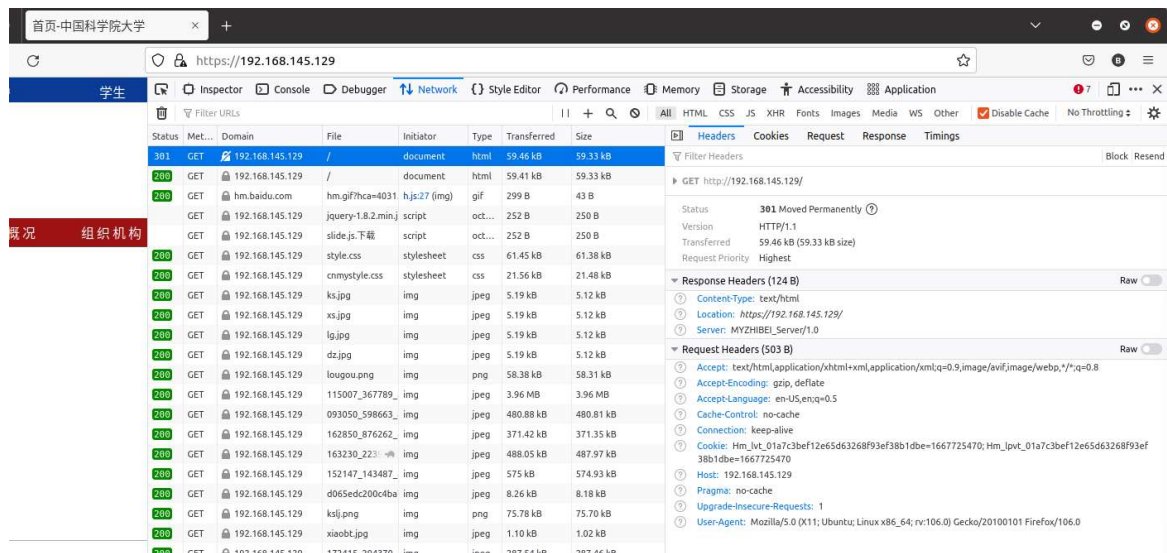 首页-中国科学院大学
https://192.168.145.129
学生
概况 组织机构
Inspector Console Debugger Network Style Editor Performance Memory Storage Accessibility Application 7
Filter URLs All HTML CSS JS XHR Fonts Images Media WS Other Disable Cache No Throttling
Status Met... Domain File Initiator Type Transferred Size
301 GET 192.168.145.129 / document html 59.46 kB 59.33 kB
200 GET 192.168.145.129 / document html 59.41 kB 59.33 kB
200 GET hm.baidu.com hm.gif?hca=4031. h.js:27 (img) gif 299 B 43 B
GET 192.168.145.129 jquery-1.8.2.min.j script oct... 252 B 250 B
GET 192.168.145.129 slide.js.下载 script oct... 252 B 250 B
200 GET 192.168.145.129 style.css stylesheet css 61.45 kB 61.38 kB
200 GET 192.168.145.129 cnmystyle.css stylesheet css 21.56 kB 21.48 kB
200 GET 192.168.145.129 ks.jpg img jpeg 5.19 kB 5.12 kB
200 GET 192.168.145.129 xs.jpg img jpeg 5.19 kB 5.12 kB
200 GET 192.168.145.129 lg.jpg img jpeg 5.19 kB 5.12 kB
200 GET 192.168.145.129 dz.jpg img jpeg 5.19 kB 5.12 kB
200 GET 192.168.145.129 lougou.png img png 58.38 kB 58.31 kB
200 GET 192.168.145.129 115007_367789_ img jpeg 3.96 MB 3.96 MB
200 GET 192.168.145.129 093050_598663_ img jpeg 480.88 kB 480.81 kB
200 GET 192.168.145.129 162850_876262_ img jpeg 371.42 kB 371.35 kB
200 GET 192.168.145.129 163230_223 img jpeg 488.05 kB 487.97 kB
200 GET 192.168.145.129 152147_143487_ img jpeg 575 kB 574.93 kB
200 GET 192.168.145.129 d065edc200c4ba img jpeg 8.26 kB 8.18 kB
200 GET 192.168.145.129 kslj.png img png 75.78 kB 75.70 kB
200 GET 192.168.145.129 xiaobt.jpg img jpeg 1.10 kB 1.02 kB
Headers Cookies Request Response Timings
Filter Headers Block Resend
GET http://192.168.145.129/
Status 301 Moved Permanently
Version HTTP/1.1
Transferred 59.46 kB (59.33 kB size)
Request Priority Highest
Response Headers (124 B) Raw
Content-Type: text/html
Location: https://192.168.145.129/
Server: MYZHIBEI_Server/1.0
Request Headers (503 B) Raw
Accept: text/html,application/xhtml+xml,application/xml;q=0.9,image/avif,image/webp,*/*;q=0.8
Accept-Encoding: gzip, deflate
Accept-Language: en-US,en;q=0.5
Cache-Control: no-cache
Connection: keep-alive
Cookie: Hm_lvt_01a7c3bef12e65d63268f93ef38b1dbe=1667725470; Hm_lpvt_01a7c3bef12e65d63268f93ef
38b1dbe=1667725470
Host: 192.168.145.129
Pragma: no-cache
Upgrade-Insecure-Requests: 1
User-Agent: Mozilla/5.0 (X11; Ubuntu; Linux x86_64; rv:106.0) Gecko/20100101 Firefox/106.0